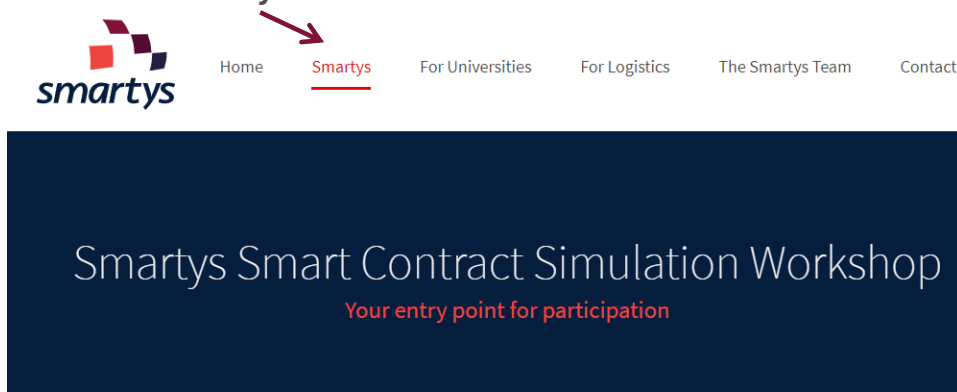 smartys
Home Smartys For Universities For Logistics The Smartys Team Contact
Smartys Smart Contract Simulation Workshop
Your entry point for participation